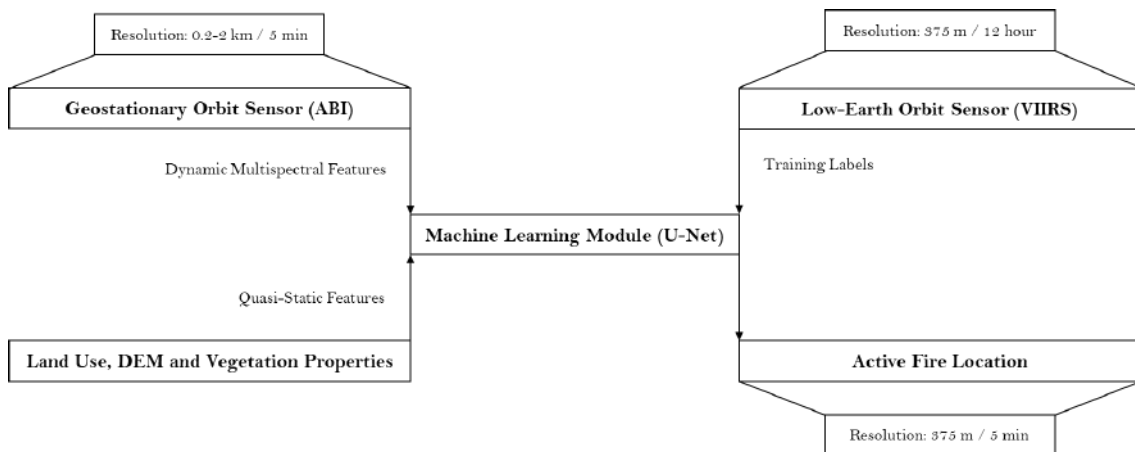 Resolution: 0.2-2 km / 5 min
Resolution: 375 m / 12 hour
Geostationary Orbit Sensor (ABI)
Low-Earth Orbit Sensor (VIIRS)
Dynamic Multispectral Features
Training Labels
Machine Learning Module (U-Net)
Quasi-Static Features
Land Use, DEM and Vegetation Properties
Active Fire Location
Resolution: 375 m / 5 min